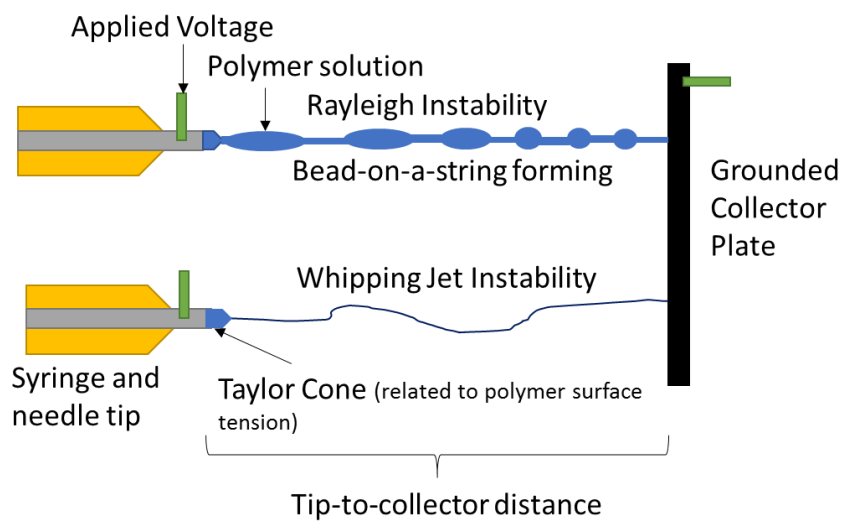 Applied Voltage
Polymer solution
Rayleigh Instability
Bead-on-a-string forming
Grounded
Collector
Plate
Whipping Jet Instability
Syringe and
needle tip
Taylor Cone (related to polymer surface
tension)
Tip-to-collector distance